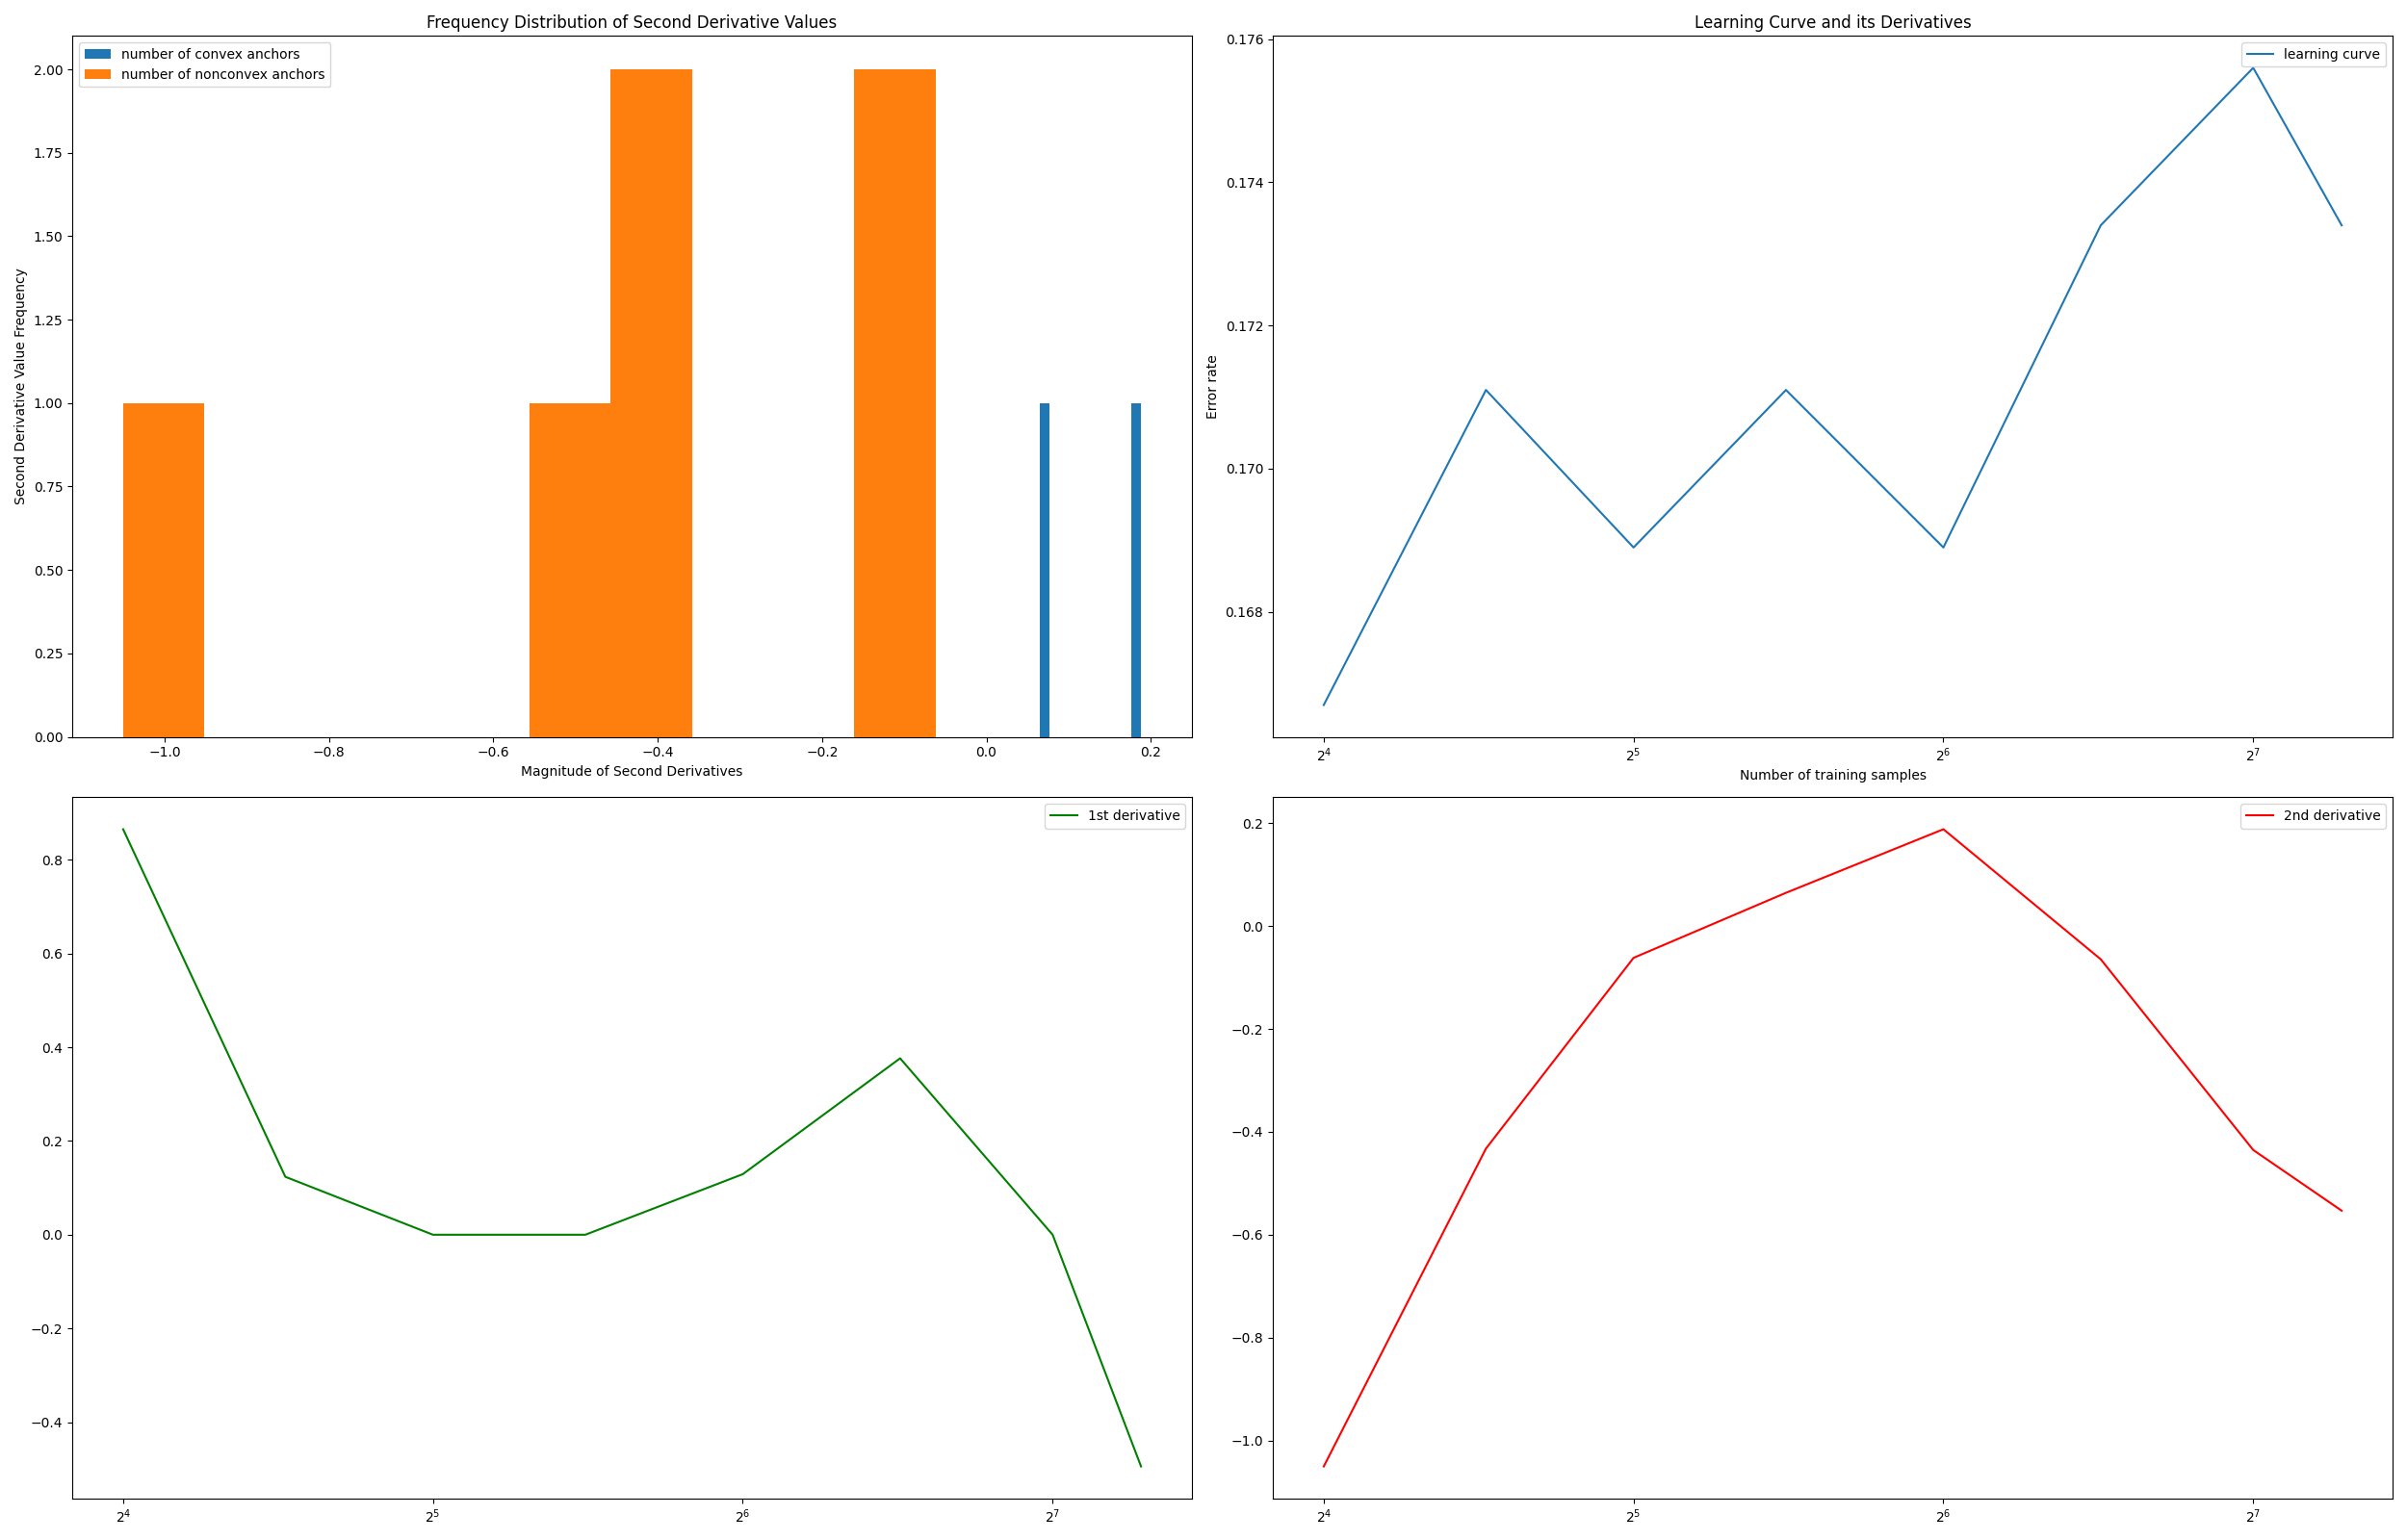 Frequency Distribution of Second Derivative Values
number of convex anchors
number of nonconvex anchors
2.00
1.75
1.50
1.25
1.00
0.75
0.50
0.25
0.00
Second Derivative Value Frequency
−1.0 −0.8 −0.6 −0.4 −0.2 0.0 0.2
Magnitude of Second Derivatives
Learning Curve and its Derivatives
learning curve
0.176
0.174
0.172
0.170
0.168
Error rate
2⁴ 2⁵ 2⁶ 2⁷
Number of training samples
1st derivative
0.8
0.6
0.4
0.2
0.0
−0.2
−0.4
2⁴ 2⁵ 2⁶ 2⁷
2nd derivative
0.2
0.0
−0.2
−0.4
−0.6
−0.8
−1.0
2⁴ 2⁵ 2⁶ 2⁷